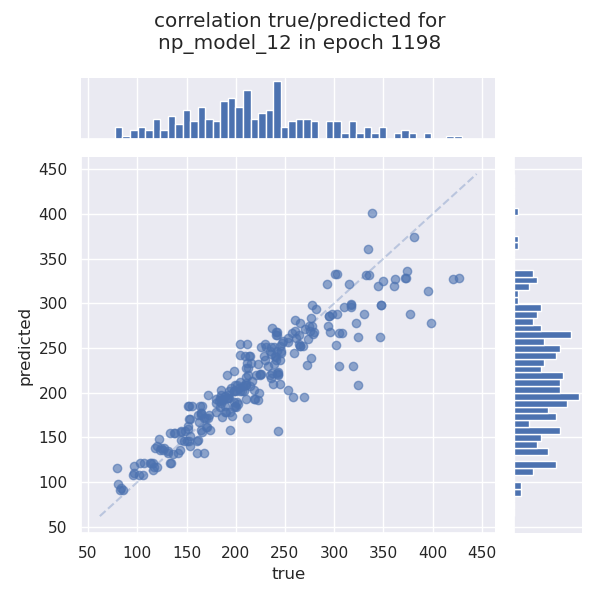 correlation true/predicted for
np_model_12 in epoch 1198
450
400
350
300
250
200
150
100
50
predicted
50 100 150 200 250 300 350 400 450
true